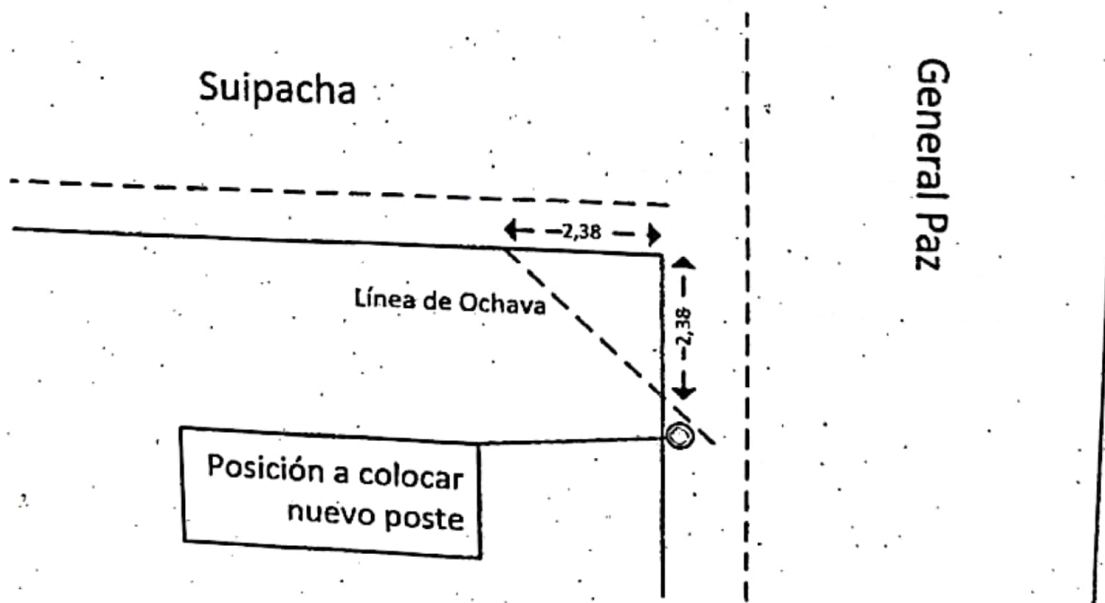 Suipacha
General Paz
2,38
2,38
Línea de Ochava
Posición a colocar
nuevo poste